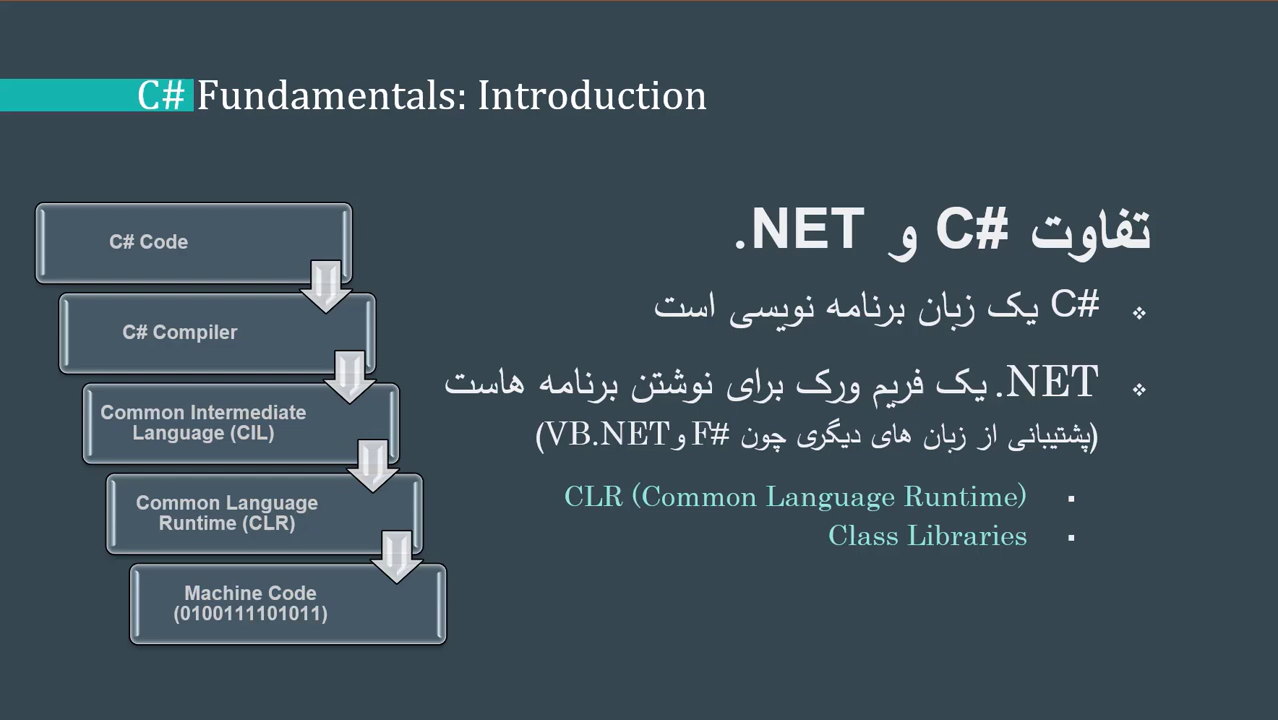 C# Fundamentals: Introduction
C# Code
C# Compiler
Common Intermediate
Language (CIL)
Common Language
Runtime (CLR)
Machine Code
(0100111101011)
تفاوت C# و .NET
C# یک زبان برنامه نویسی است
.NET یک فریم ورک برای نوشتن برنامه هاست
(پشتیبانی از زبان های دیگری چون F# و VB.NET)
CLR (Common Language Runtime)
Class Libraries